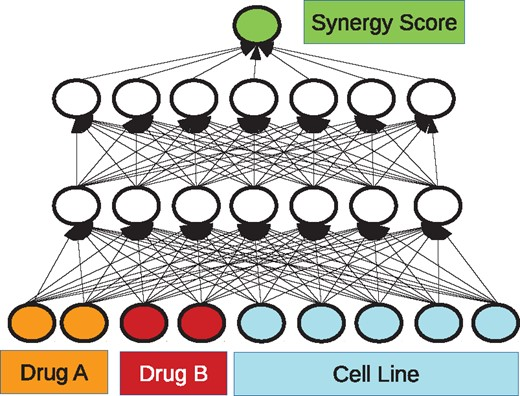 Synergy Score
Drug A
Drug B
Cell Line